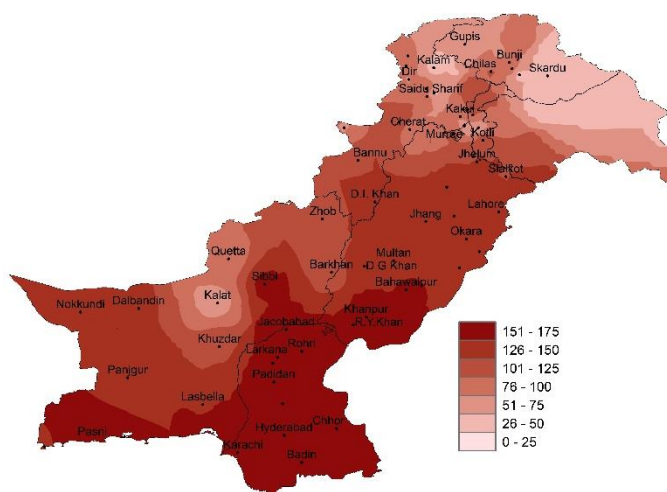 Gupis
Bunji
Kalam
Chilas
Skardu
Dir
Saidu Sharif
Kakul
Cherat
Murree
Kotli
Bannu
Jhelum
Sialkot
D.I. Khan
Lahore
Zhob
Jhang
Okara
Quetta
Multan
Sibbi
Barkhan
D.G.Khan
Bahawalpur
Nokkundi
Dalbandin
Kalat
Khanpur
R.Y.Khan
Jacobabad
Khuzdar
Larkana
Rohri
Panjgur
Padidan
Lasbella
Pasni
Hyderabad
Chhor
Karachi
Badin
151 - 175
126 - 150
101 - 125
76 - 100
51 - 75
26 - 50
0 - 25